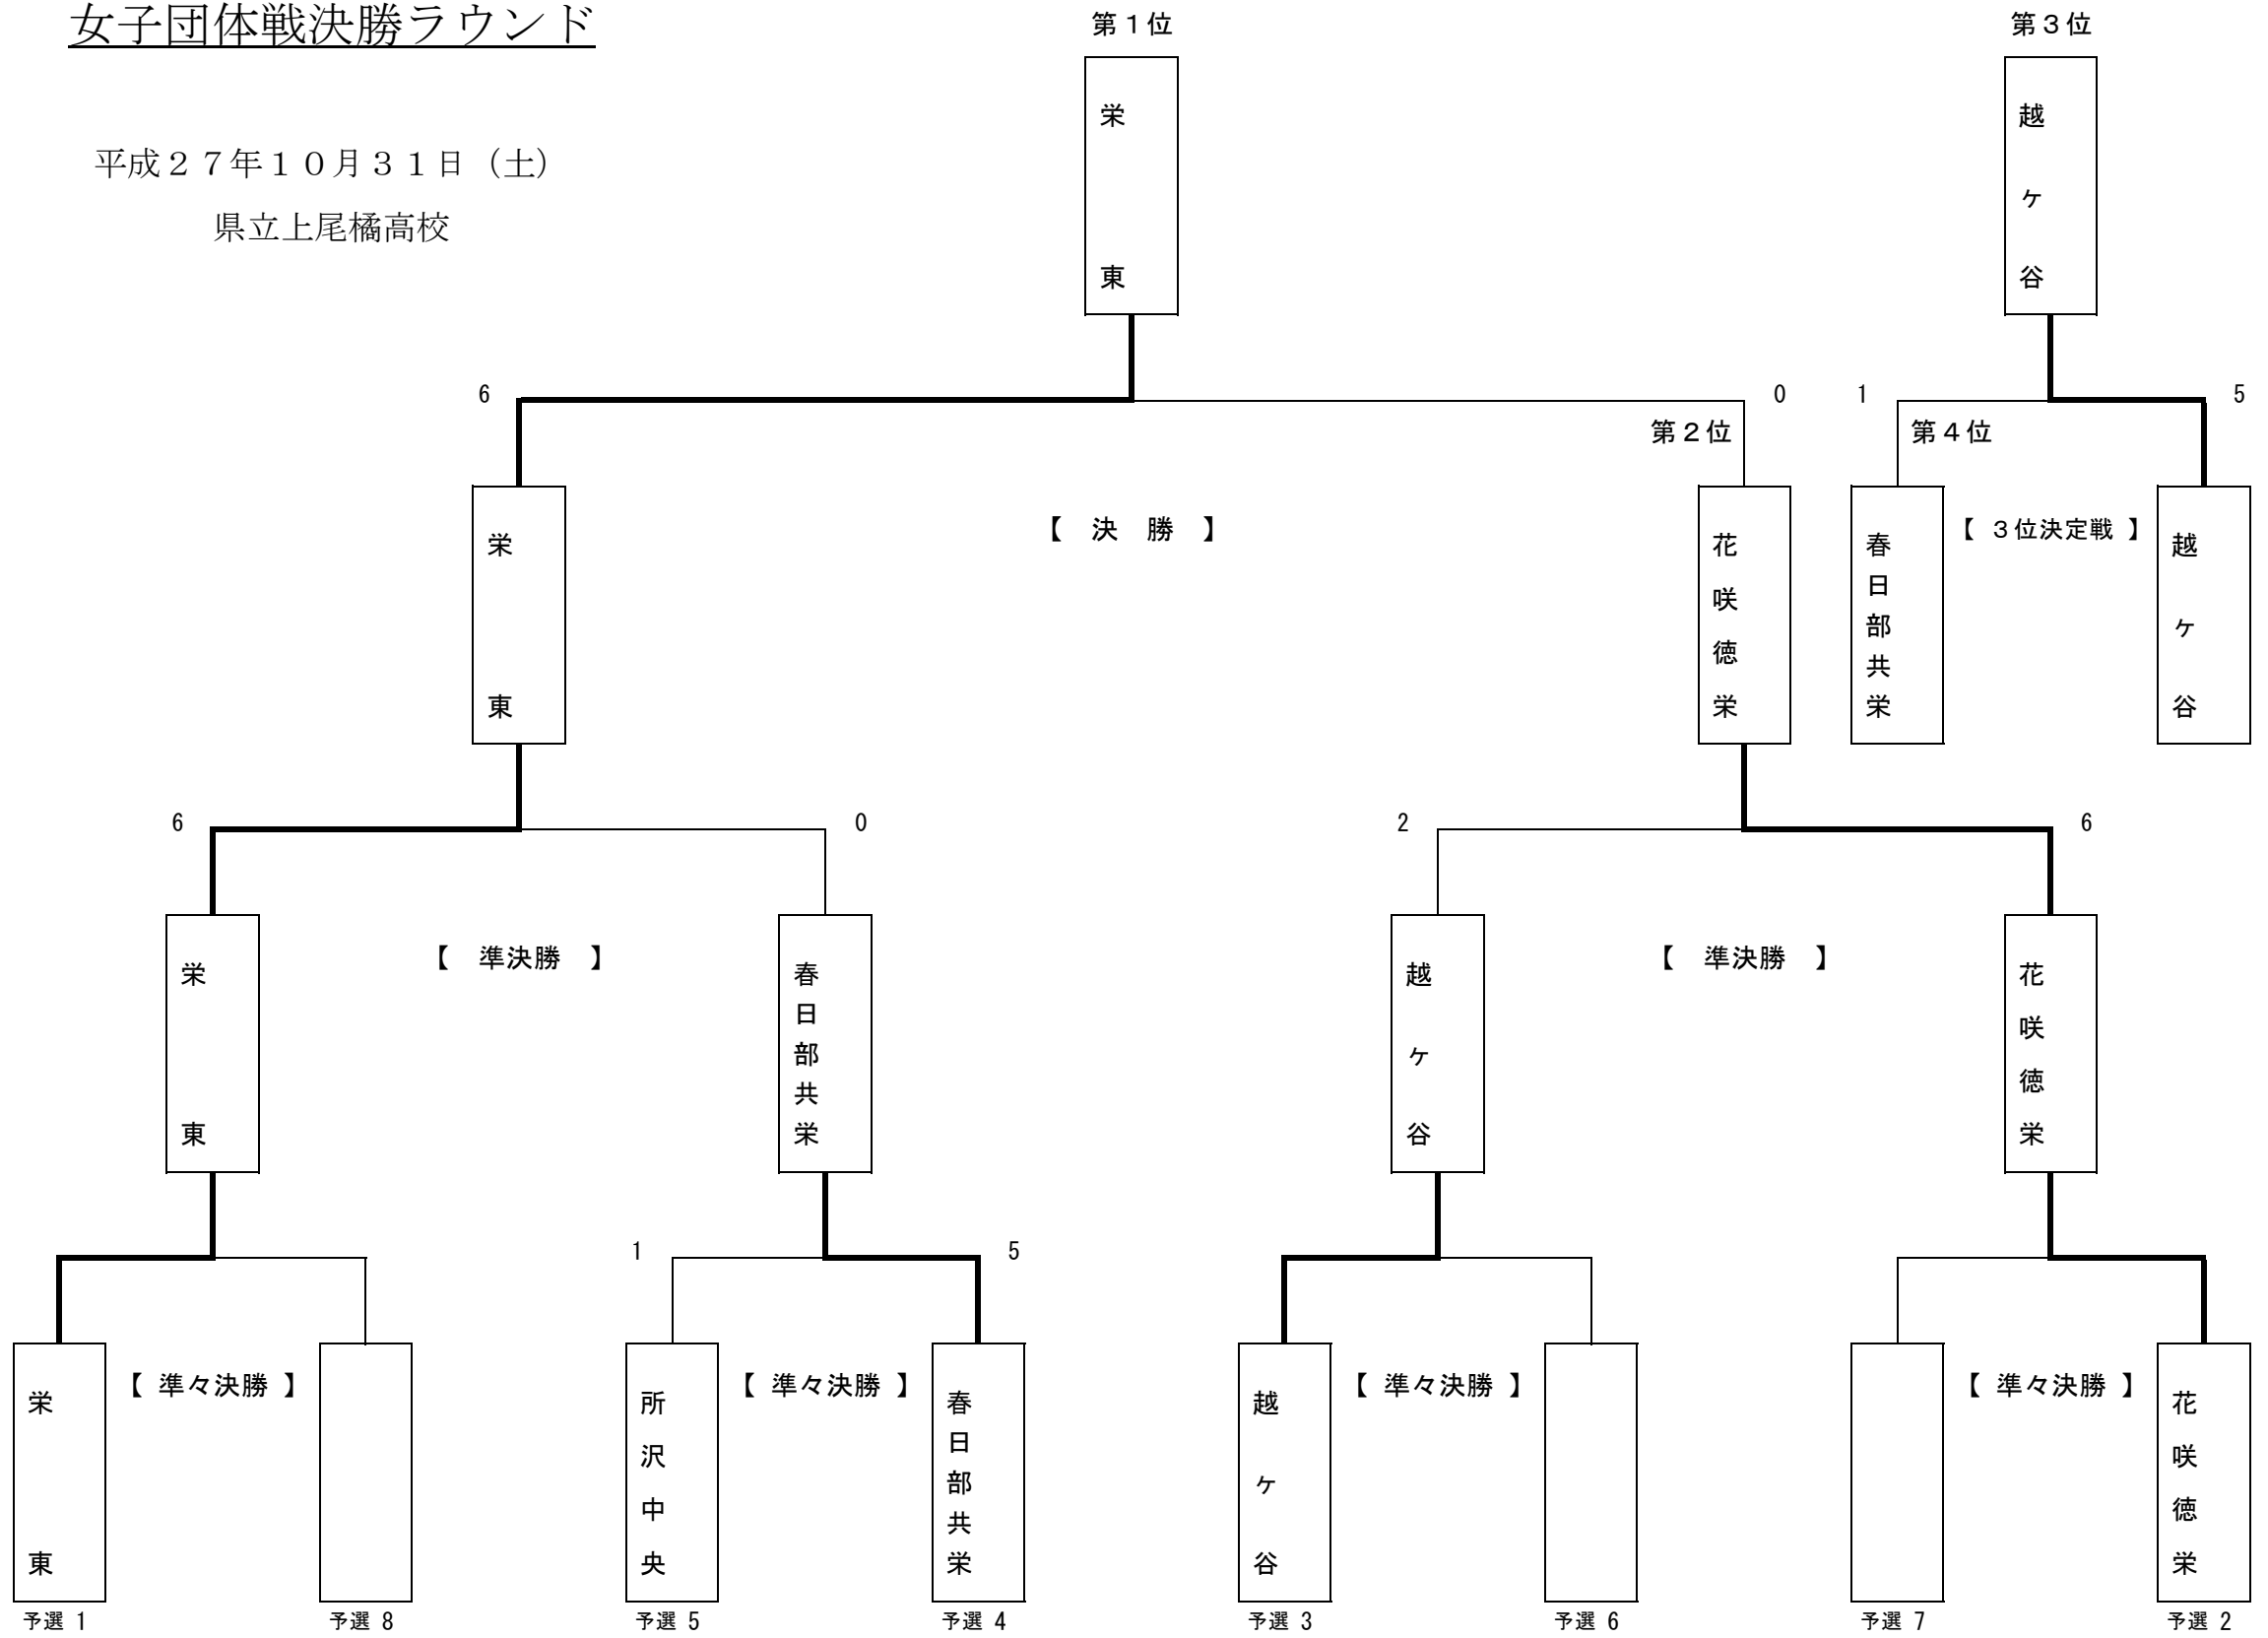 女子団体戦決勝ラウンド
第１位
第３位
平成２７年１０月３１日（土）
県立上尾橘高校
栄東
越ヶ谷
6
0
1
5
第２位
第４位
栄東
【　決　勝　】
花咲徳栄
春日部共栄
【 ３位決定戦 】
越ヶ谷
6
0
2
6
栄東
【　準決勝　】
春日部共栄
越ヶ谷
【　準決勝　】
花咲徳栄
1
5
栄東
【 準々決勝 】
所沢中央
【 準々決勝 】
春日部共栄
越ヶ谷
【 準々決勝 】
【 準々決勝 】
花咲徳栄
予選 1
予選 8
予選 5
予選 4
予選 3
予選 6
予選 7
予選 2